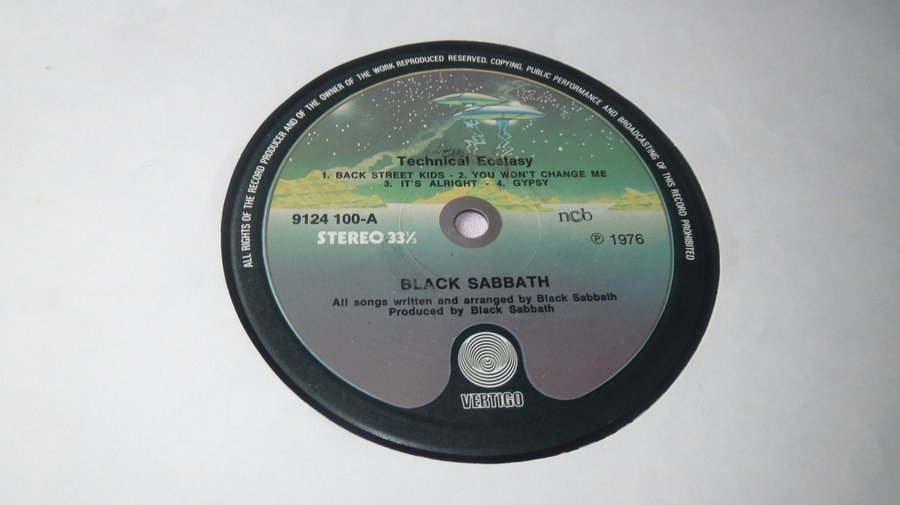 ALL RIGHTS OF THE RECORD PRODUCER AND OF THE OWNER OF THE WORK REPRODUCED RESERVED. COPYING, PUBLIC PERFORMANCE AND BROADCASTING OF THIS RECORD PROHIBITED
Technical Ecstasy
1. BACK STREET KIDS - 2. YOU WON'T CHANGE ME
3. IT'S ALRIGHT - 4. GYPSY
9124 100-A
ncb
STEREO 33⅓
℗ 1976
BLACK SABBATH
All songs written and arranged by Black Sabbath
Produced by Black Sabbath
VERTIGO